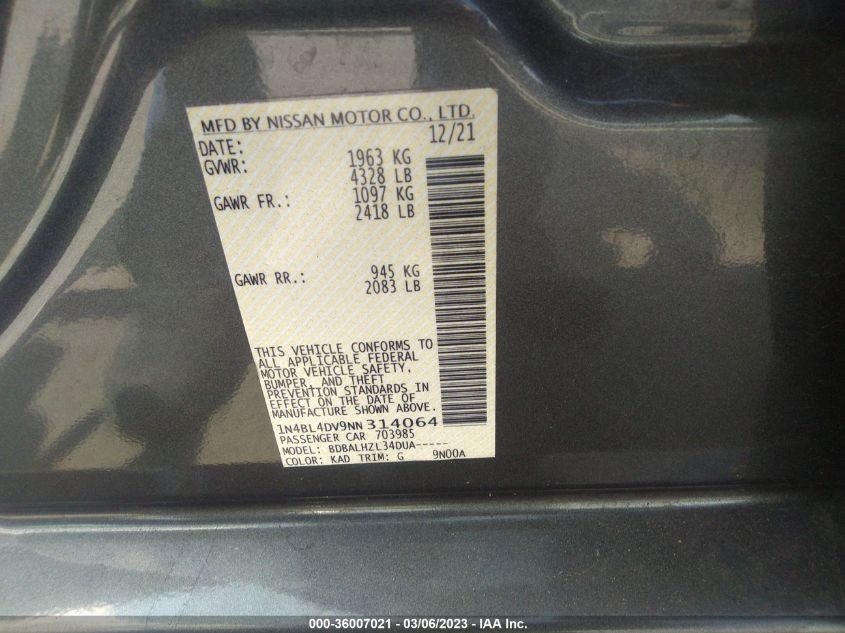 MFD BY NISSAN MOTOR CO., LTD.
DATE: 12/21
GVWR: 1963 KG
4328 LB
GAWR FR.: 1097 KG
2418 LB
GAWR RR.: 945 KG
2083 LB
THIS VEHICLE CONFORMS TO
ALL APPLICABLE FEDERAL
MOTOR VEHICLE SAFETY,
BUMPER, AND THEFT
PREVENTION STANDARDS IN
EFFECT ON THE DATE OF
MANUFACTURE SHOWN ABOVE.
1N4BL4DV9NN314064
PASSENGER CAR 703985
MODEL: BDBALHZL34DUA-----
COLOR: KAD TRIM: G 9N00A
000-36007021 - 03/06/2023 - IAA Inc.